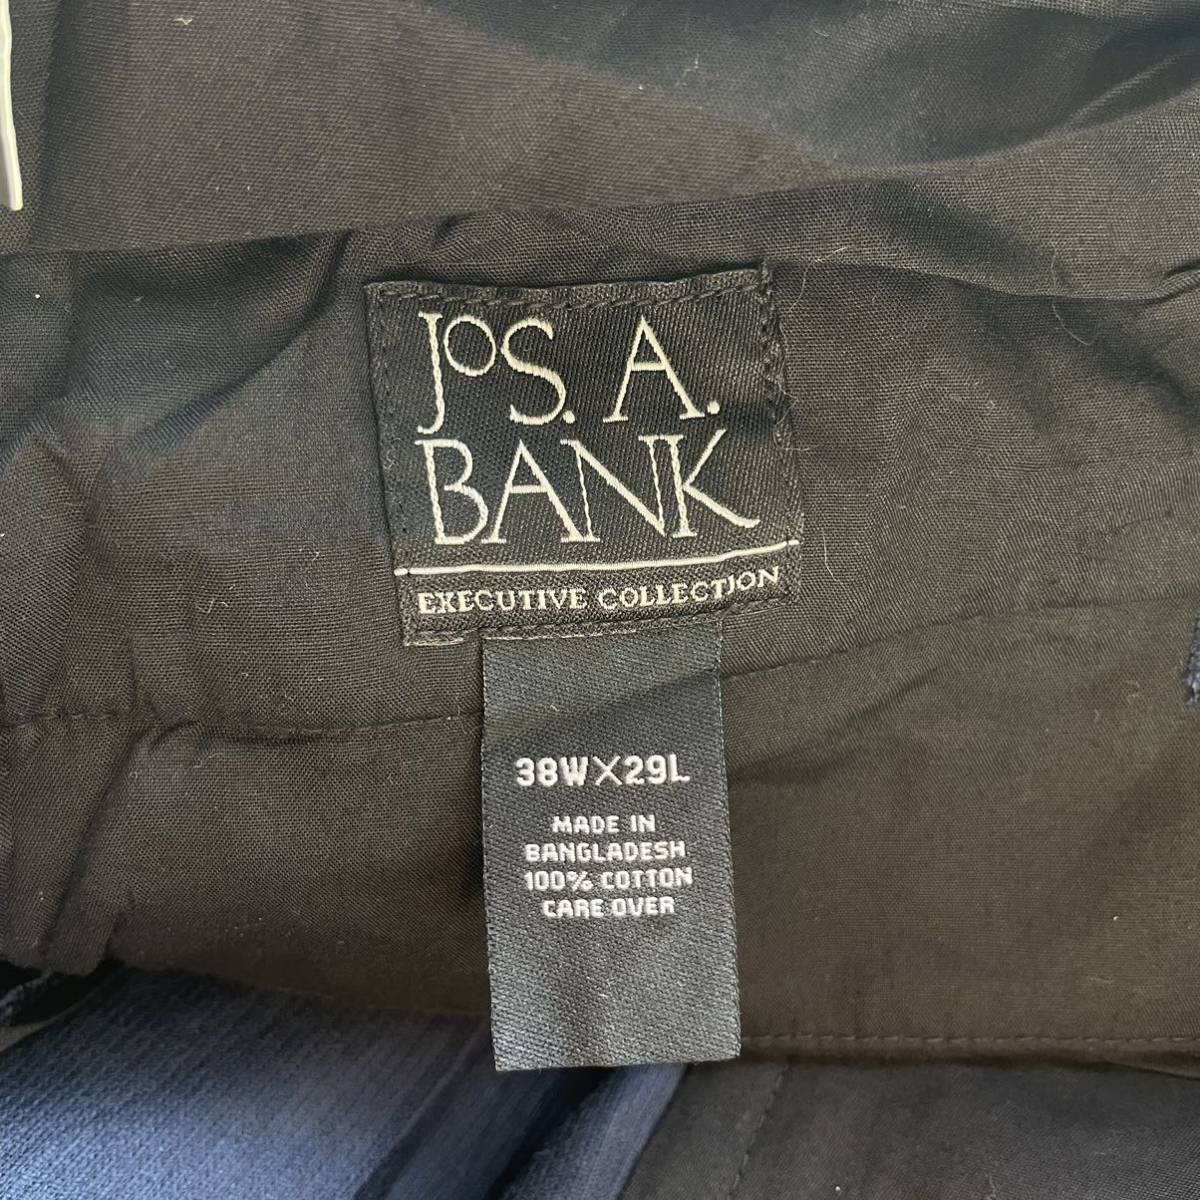 JoS. A.
BANK
EXECUTIVE COLLECTION
38W×29L
MADE IN
BANGLADESH
100% COTTON
CARE OVER